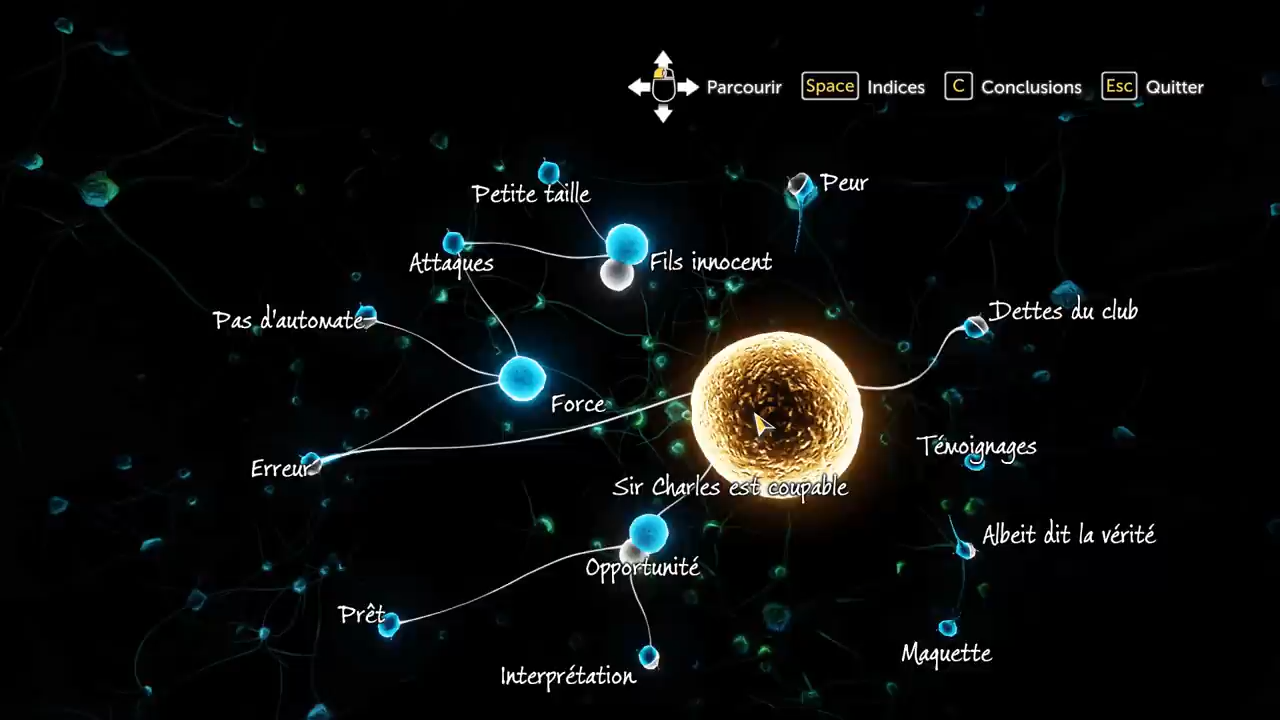 Parcourir Space Indices C Conclusions Esc Quitter
Peur
Petite taille
Attaques
Fils innocent
Pas d'automate
Dettes du club
Force
Témoignages
Erreur
Sir Charles est coupable
Albeit dit la vérité
Opportunité
Prêt
Maquette
Interprétation